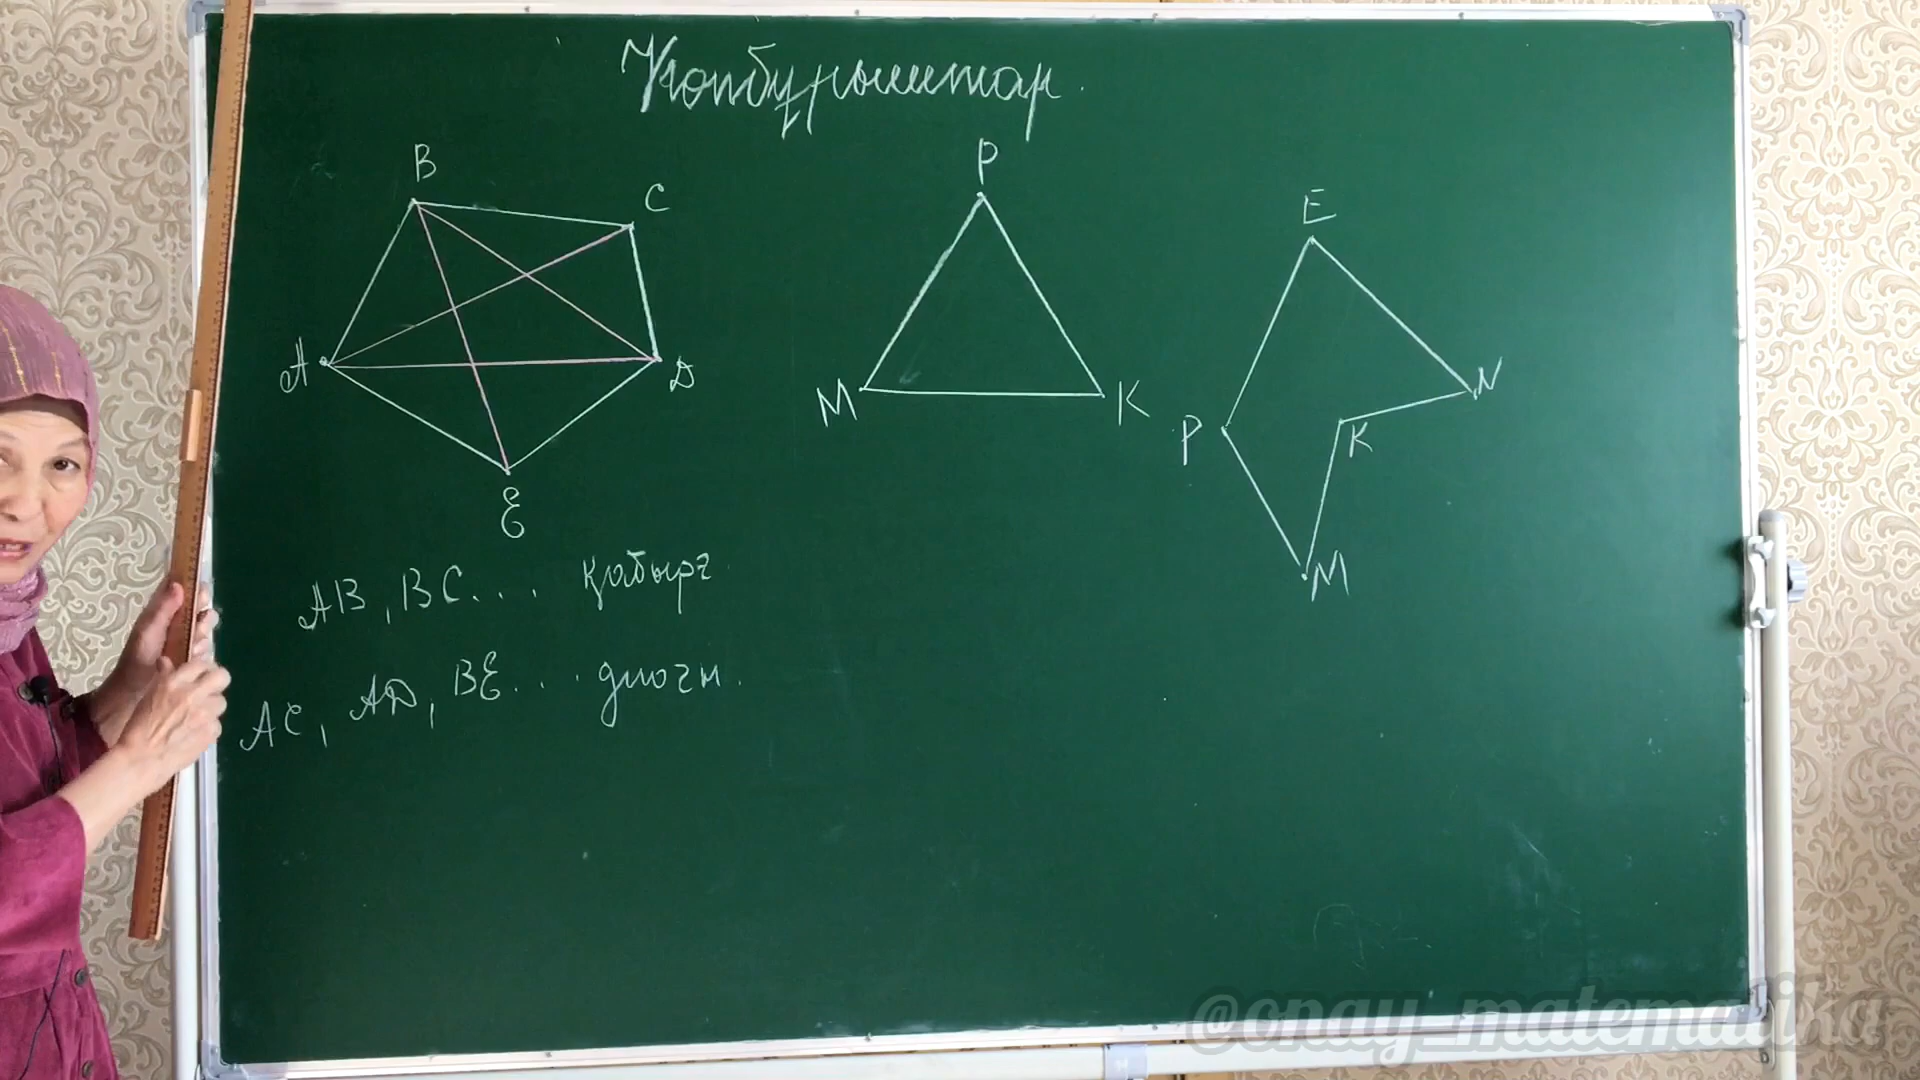 Көпбұрыштар.
B
C
A
D
E
P
M
K
E
N
P
K
M
AB, BC... қабырғ.
AC, AD, BE... диагн.
@onay_matematika